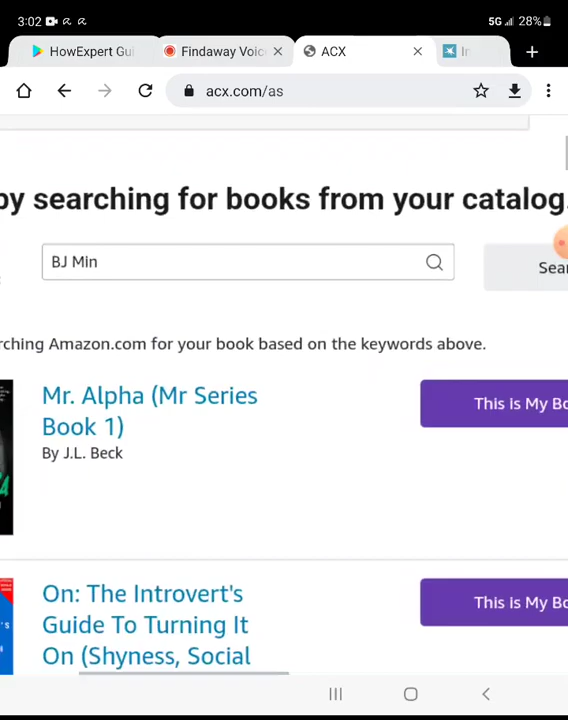 3:02 5G 28%
HowExpert Gui Findaway Voic ACX In
acx.com/as
by searching for books from your catalog.
BJ Min
Sear
rching Amazon.com for your book based on the keywords above.
Mr. Alpha (Mr Series
Book 1)
By J.L. Beck
This is My Bo
On: The Introvert's
Guide To Turning It
On (Shyness, Social
This is My Bo